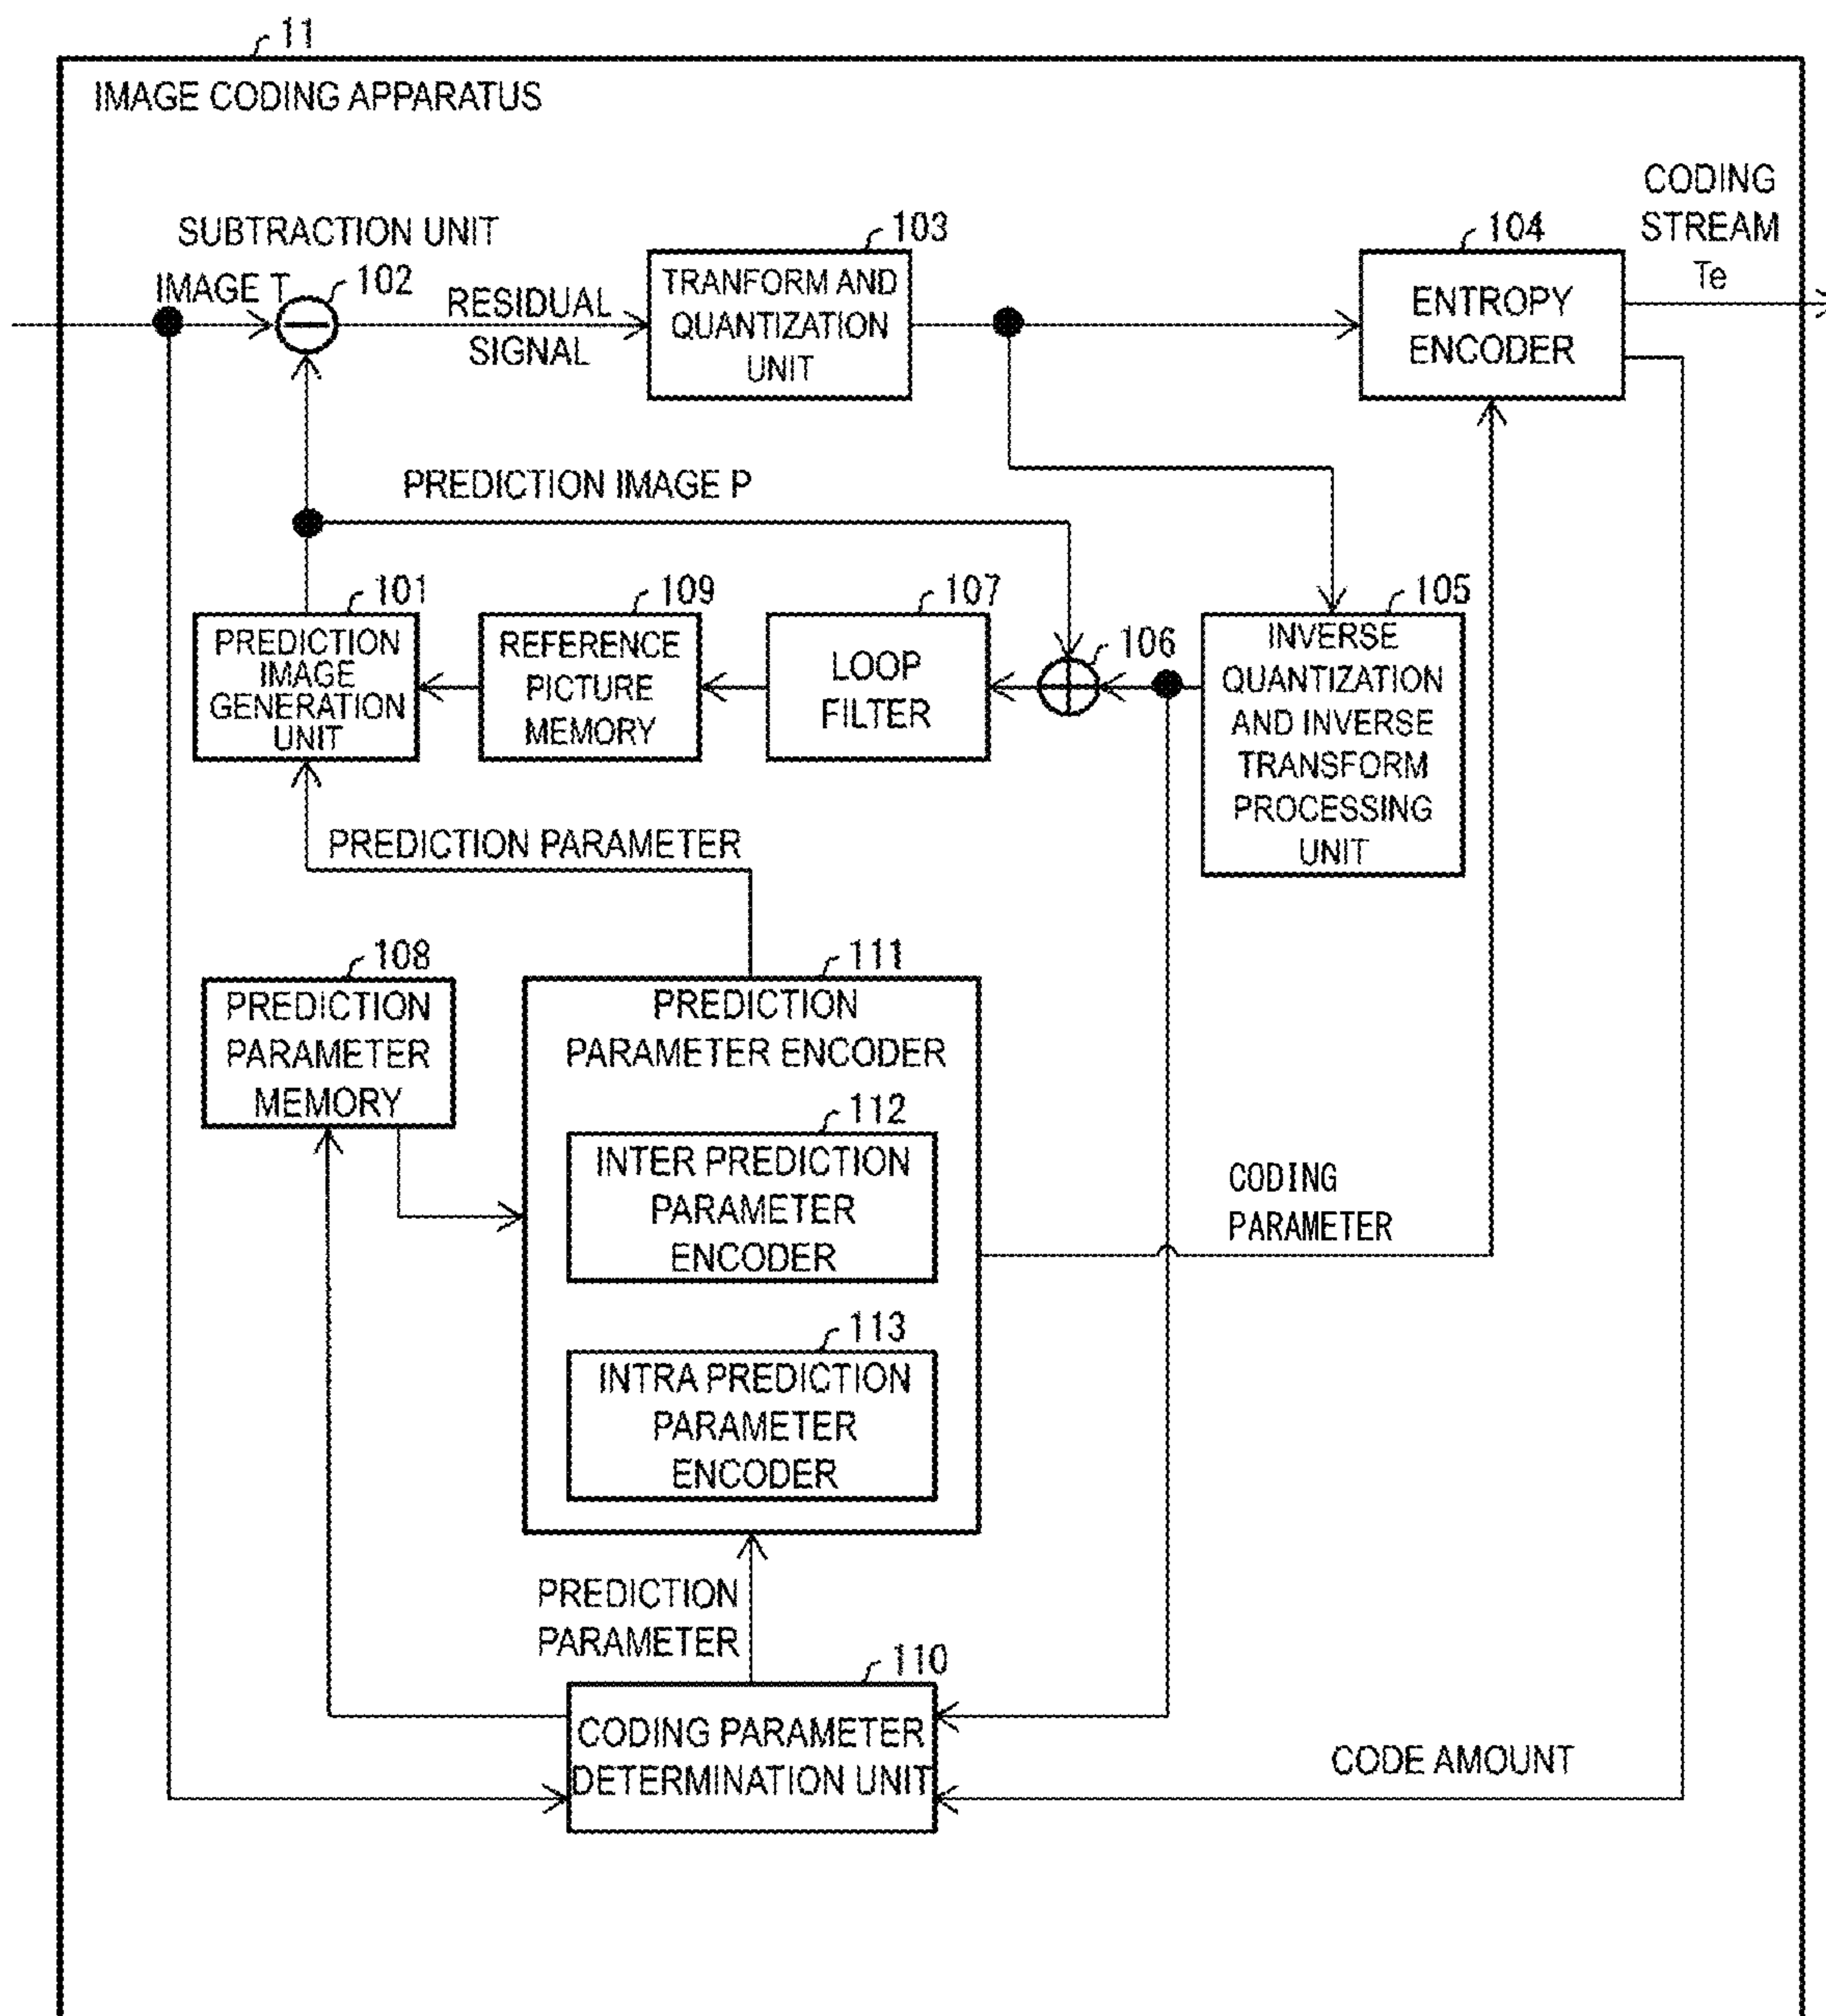 11
IMAGE CODING APPARATUS
CODING
STREAM
Te
SUBTRACTION UNIT
IMAGE T
102
RESIDUAL
SIGNAL
103
TRANFORM AND
QUANTIZATION
UNIT
104
ENTROPY
ENCODER
PREDICTION IMAGE P
101
PREDICTION
IMAGE
GENERATION
UNIT
109
REFERENCE
PICTURE
MEMORY
107
LOOP
FILTER
106
105
INVERSE
QUANTIZATION
AND INVERSE
TRANSFORM
PROCESSING
UNIT
PREDICTION PARAMETER
108
PREDICTION
PARAMETER
MEMORY
111
PREDICTION
PARAMETER ENCODER
112
INTER PREDICTION
PARAMETER
ENCODER
CODING
PARAMETER
113
INTRA PREDICTION
PARAMETER
ENCODER
PREDICTION
PARAMETER
110
CODING PARAMETER
DETERMINATION UNIT
CODE AMOUNT